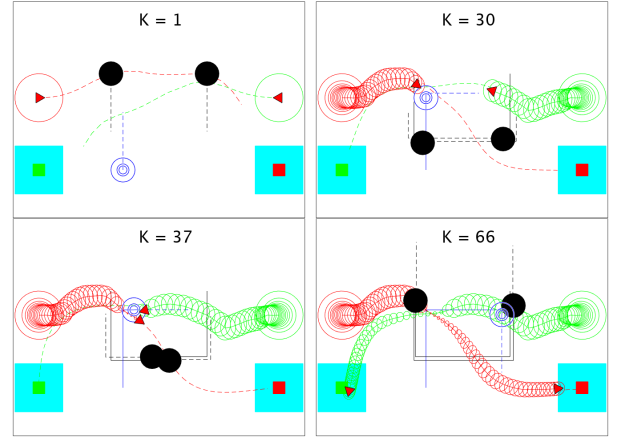 K = 1
K = 30
K = 37
K = 66